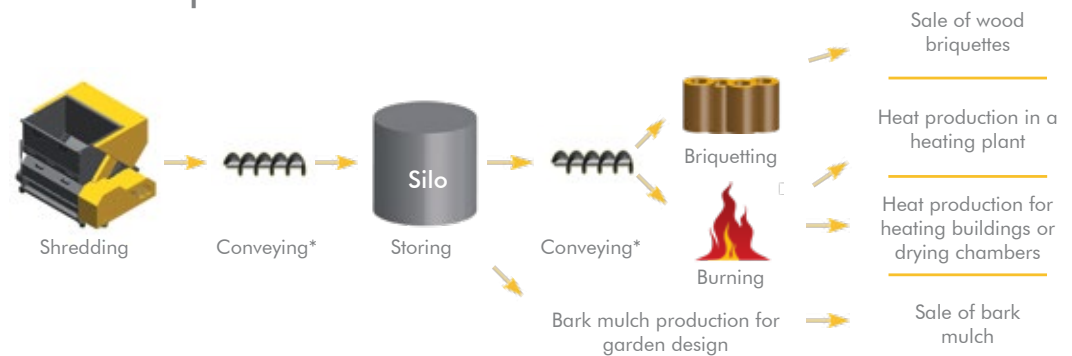 Shredding
Conveying*
Silo
Storing
Conveying*
Briquetting
Burning
Bark mulch production for
garden design
Sale of wood
briquettes
Heat production in a
heating plant
Heat production for
heating buildings or
drying chambers
Sale of bark
mulch